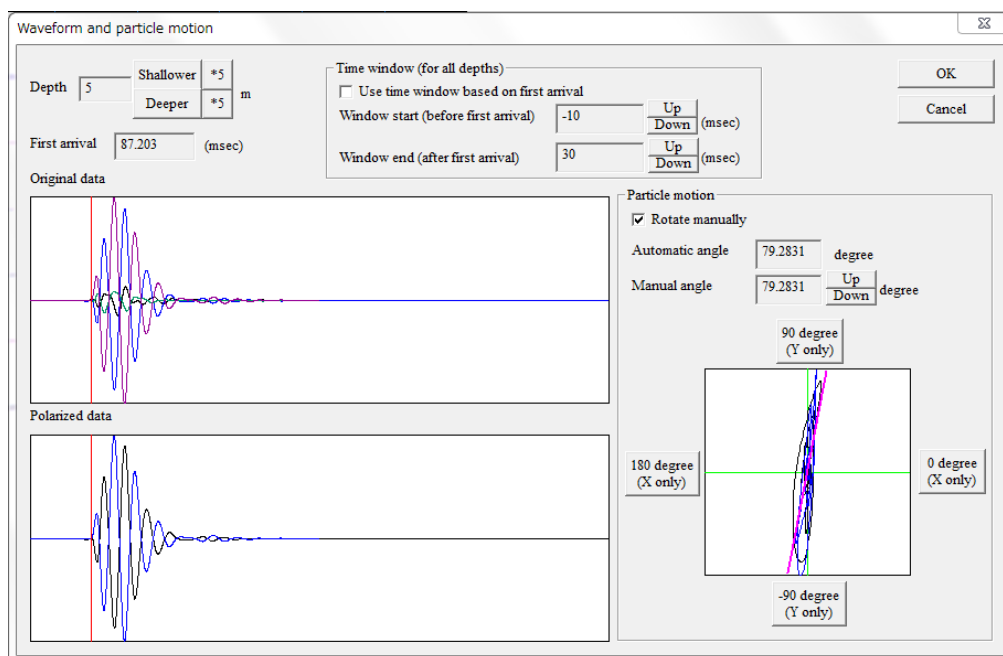 Waveform and particle motion
Depth 5 Shallower *5 m
Deeper *5
First arrival 87.203 (msec)
Time window (for all depths)
Use time window based on first arrival
Window start (before first arrival) -10 Up Down (msec)
Window end (after first arrival) 30 Up Down (msec)
OK
Cancel
Original data
Polarized data
Particle motion
Rotate manually
Automatic angle 79.2831 degree
Manual angle 79.2831 Up Down degree
90 degree
(Y only)
180 degree
(X only)
0 degree
(X only)
-90 degree
(Y only)